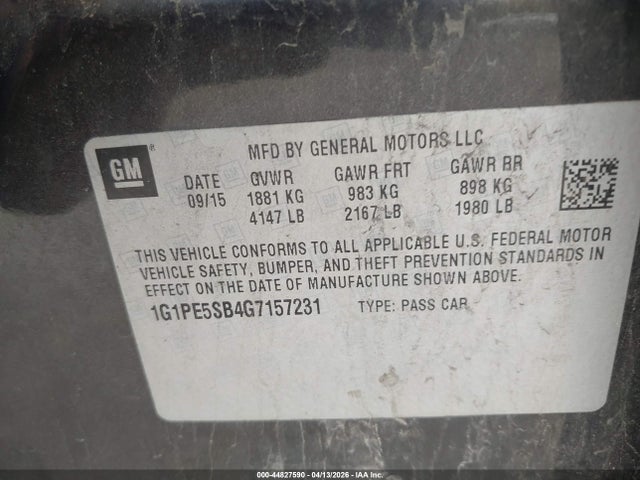 MFD BY GENERAL MOTORS LLC
GM
DATE GVWR GAWR FRT GAWR RR
09/15 1881 KG 983 KG 898 KG
4147 LB 2167 LB 1980 LB
THIS VEHICLE CONFORMS TO ALL APPLICABLE U.S. FEDERAL MOTOR
VEHICLE SAFETY, BUMPER, AND THEFT PREVENTION STANDARDS IN
EFFECT ON THE DATE OF MANUFACTURE SHOWN ABOVE.
1G1PE5SB4G7157231 TYPE: PASS CAR
000-44827590 - 04/13/2026 - IAA Inc.